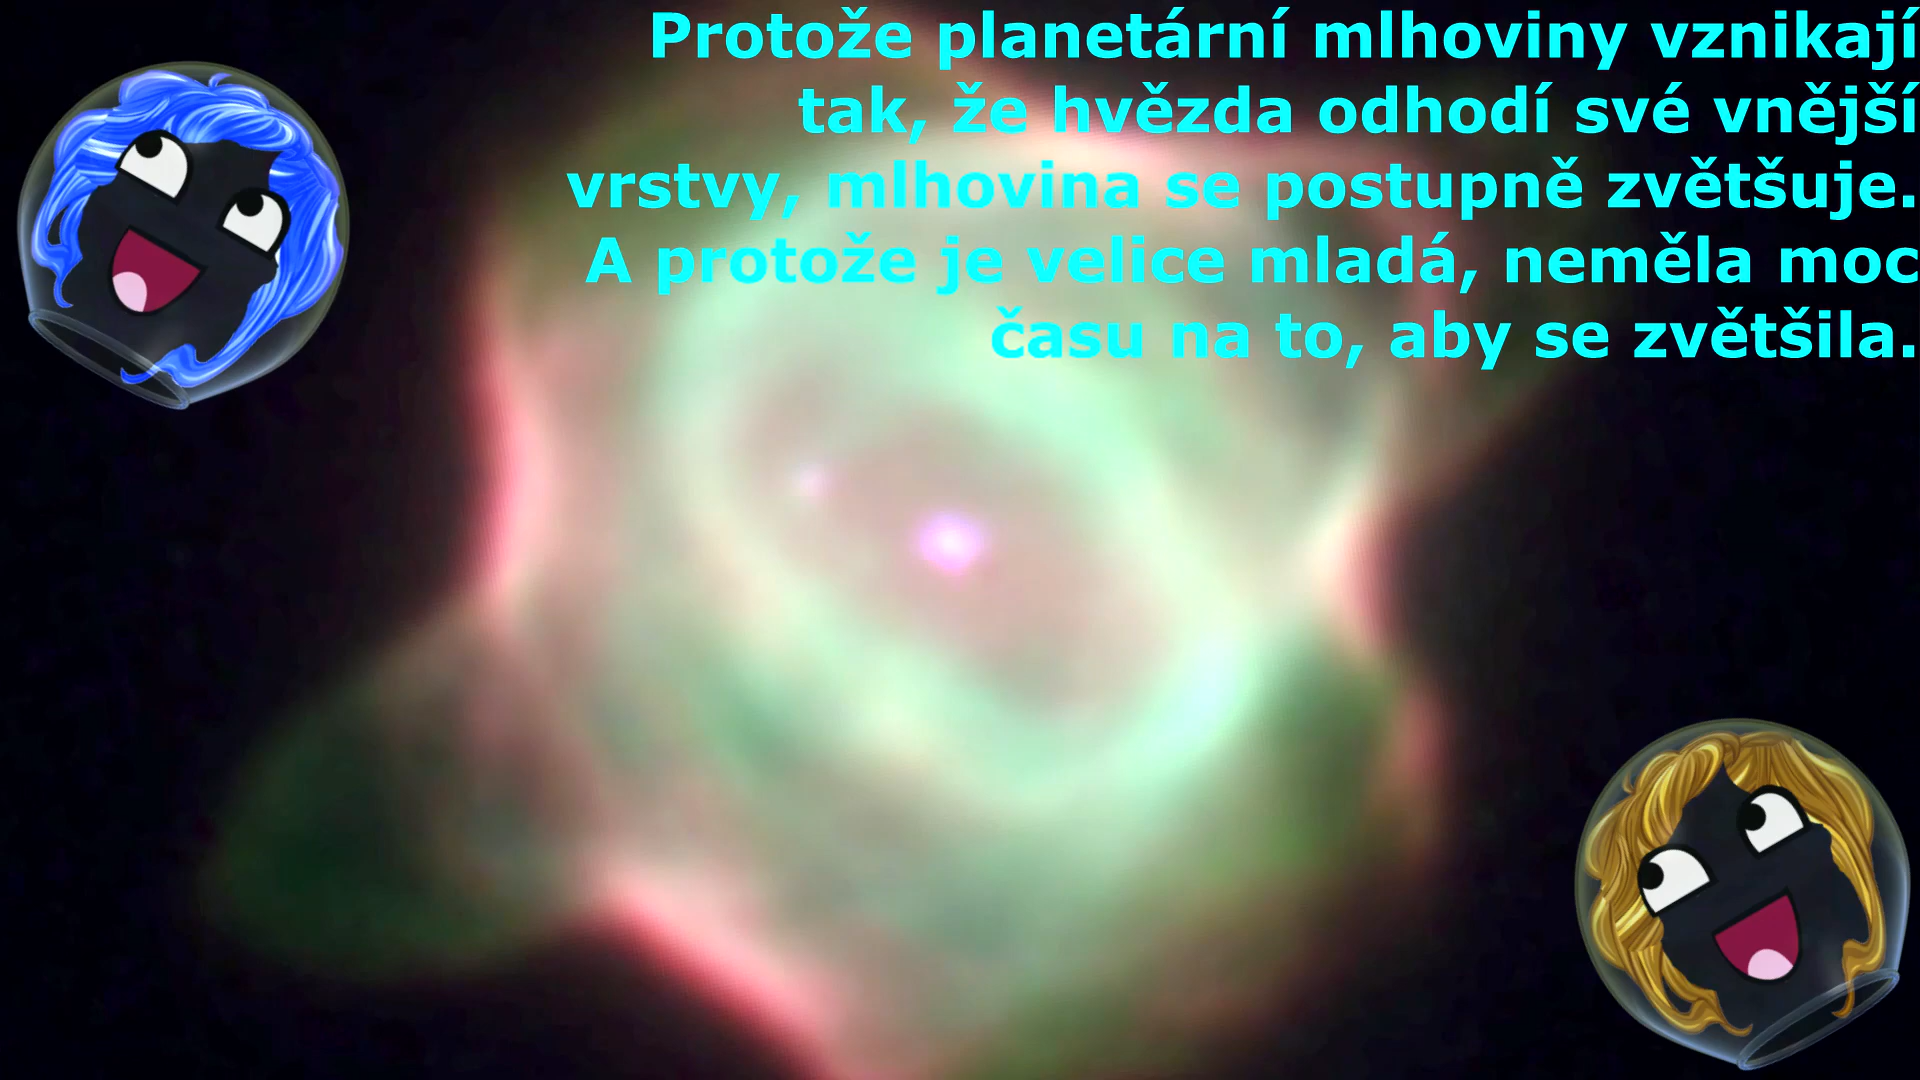 Protože planetární mlhoviny vznikají
tak, že hvězda odhodí své vnější
vrstvy, mlhovina se postupně zvětšuje.
A protože je velice mladá, neměla moc
času na to, aby se zvětšila.